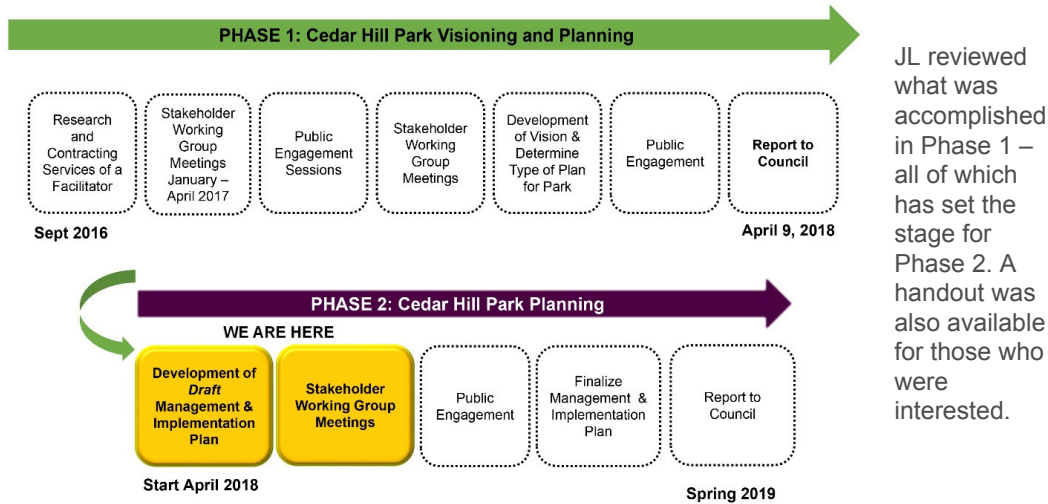 PHASE 1: Cedar Hill Park Visioning and Planning
Research
and
Contracting
Services of a
Facilitator
Stakeholder
Working
Group
Meetings
January –
April 2017
Public
Engagement
Sessions
Stakeholder
Working Group
Meetings
Development
of Vision &
Determine
Type of Plan
for Park
Public
Engagement
Report to
Council
Sept 2016
April 9, 2018
PHASE 2: Cedar Hill Park Planning
WE ARE HERE
Development of
Draft
Management &
Implementation
Plan
Stakeholder
Working Group
Meetings
Public
Engagement
Finalize
Management &
Implementation
Plan
Report to
Council
Start April 2018
Spring 2019
JL reviewed
what was
accomplished
in Phase 1 –
all of which
has set the
stage for
Phase 2. A
handout was
also available
for those who
were
interested.